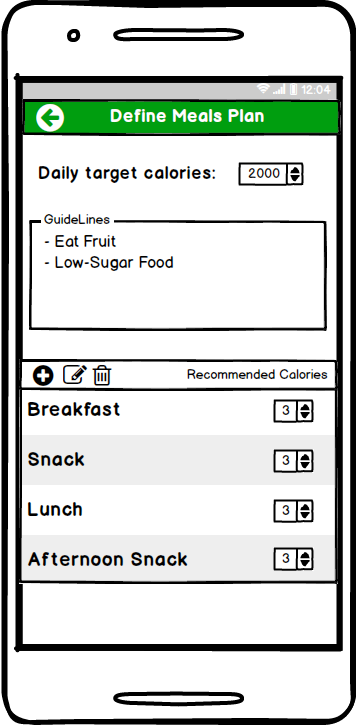 12:04
Define Meals Plan
Daily target calories: 2000
GuideLines
- Eat Fruit
- Low-Sugar Food
Recommended Calories
Breakfast 3
Snack 3
Lunch 3
Afternoon Snack 3